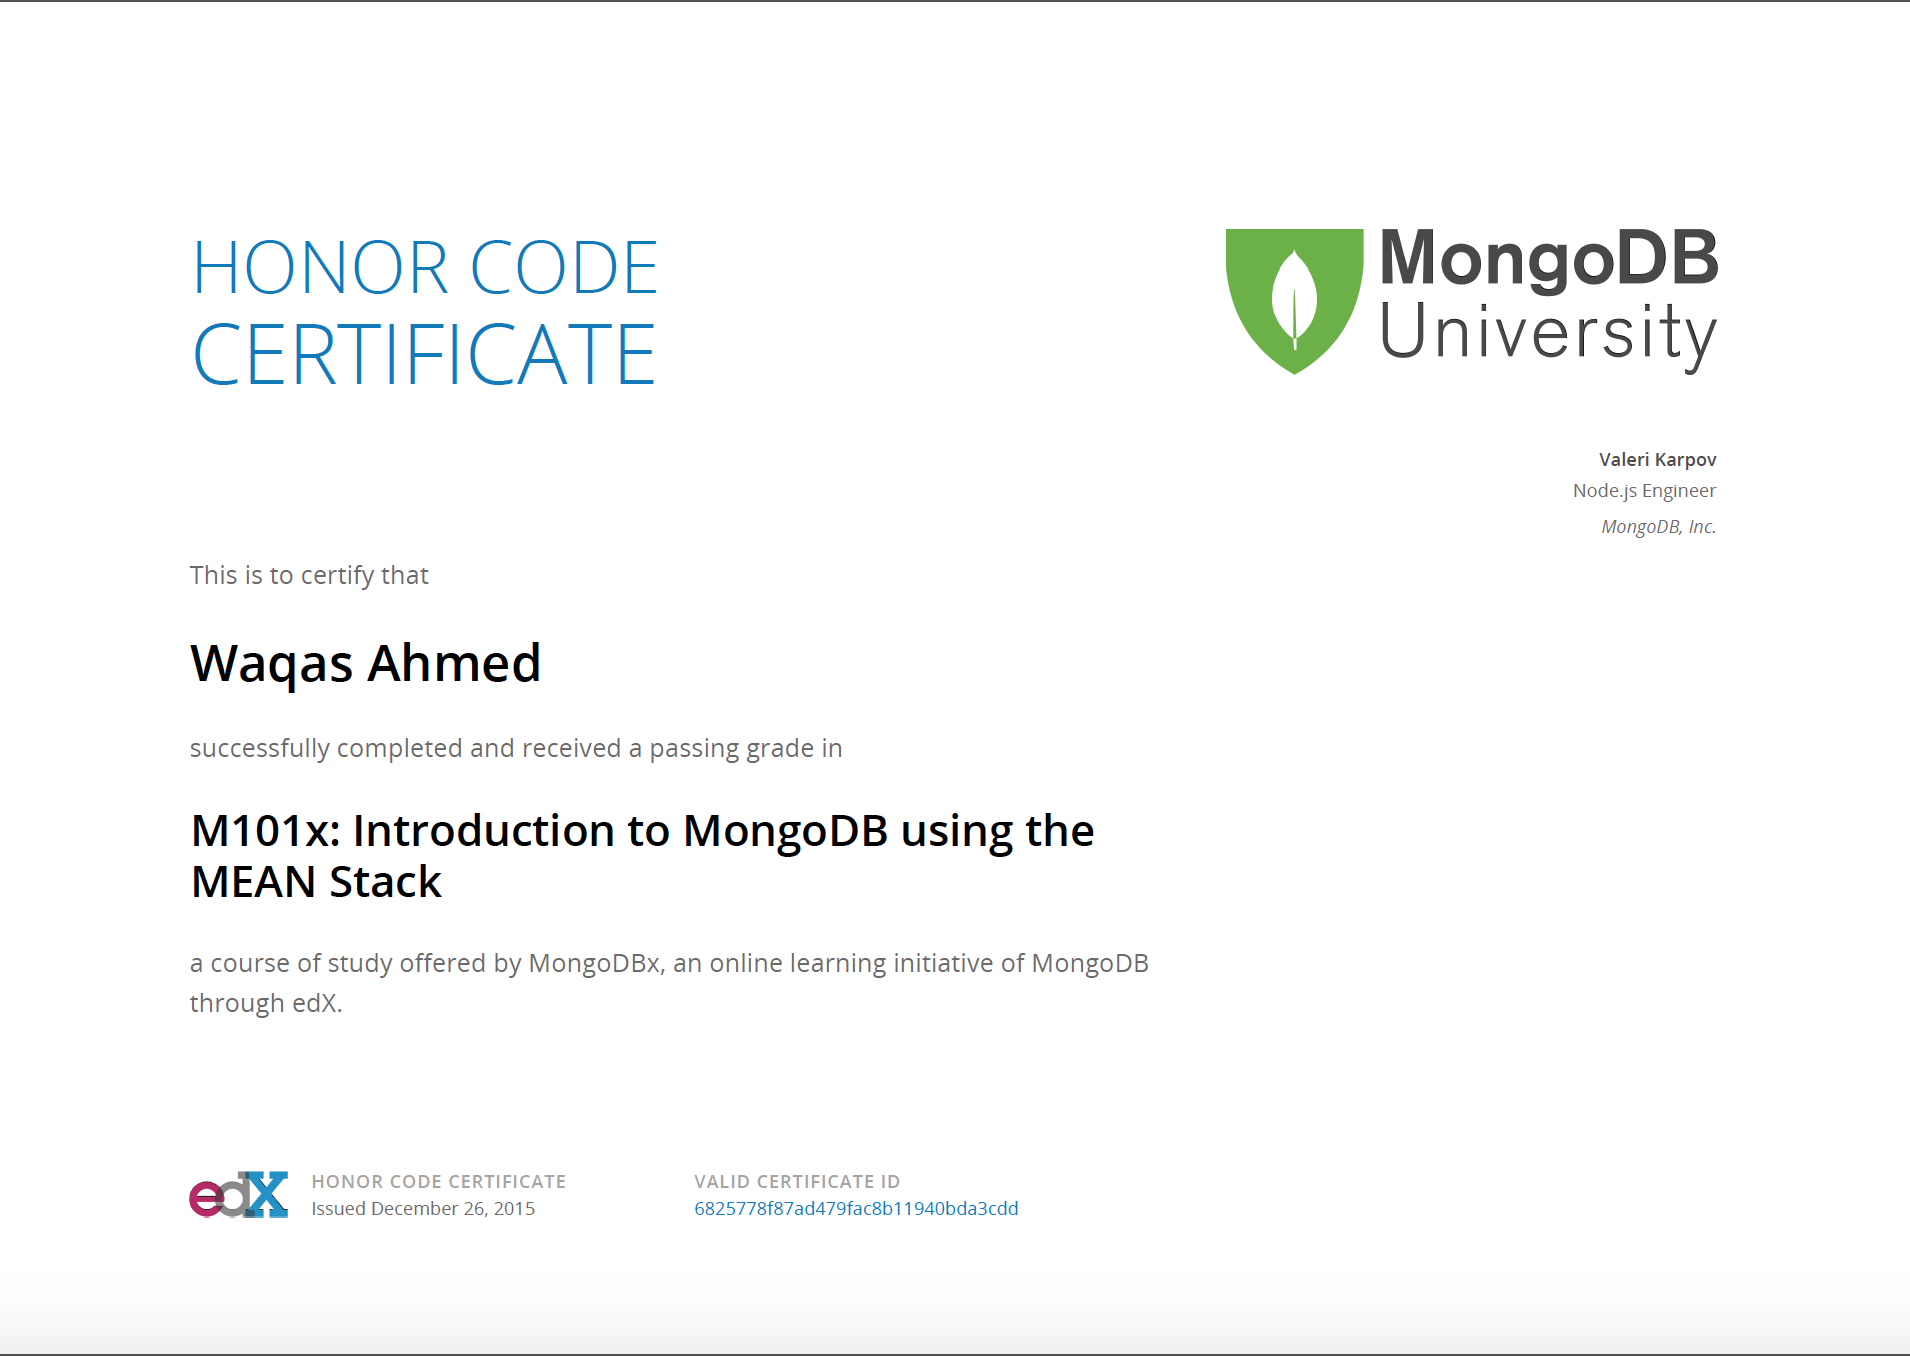 HONOR CODE
CERTIFICATE
MongoDB
University
Valeri Karpov
Node.js Engineer
MongoDB, Inc.
This is to certify that
Waqas Ahmed
successfully completed and received a passing grade in
M101x: Introduction to MongoDB using the
MEAN Stack
a course of study offered by MongoDBx, an online learning initiative of MongoDB
through edX.
edX
HONOR CODE CERTIFICATE
Issued December 26, 2015
VALID CERTIFICATE ID
6825778f87ad479fac8b11940bda3cdd